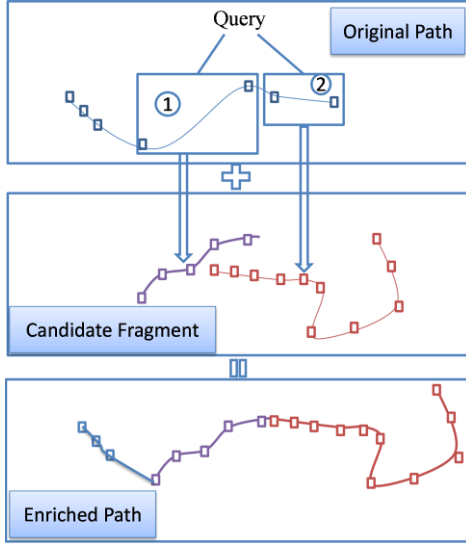 Query
Original Path
① ②
Candidate Fragment
Enriched Path